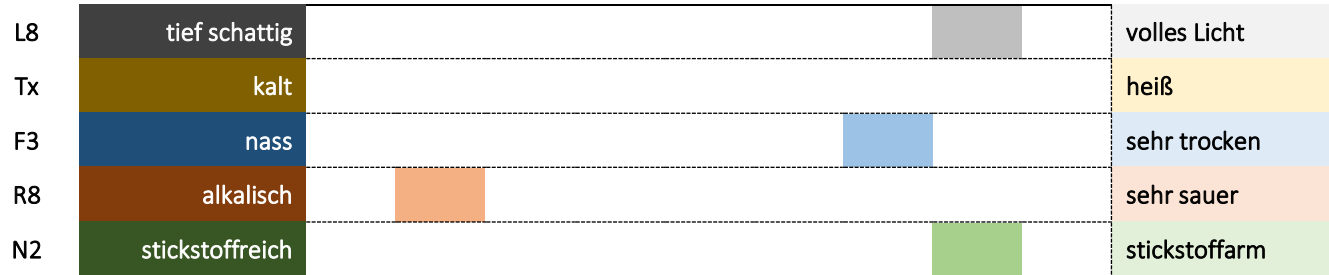 L8 tief schattig volles Licht
Tx kalt heiß
F3 nass sehr trocken
R8 alkalisch sehr sauer
N2 stickstoffreich stickstoffarm